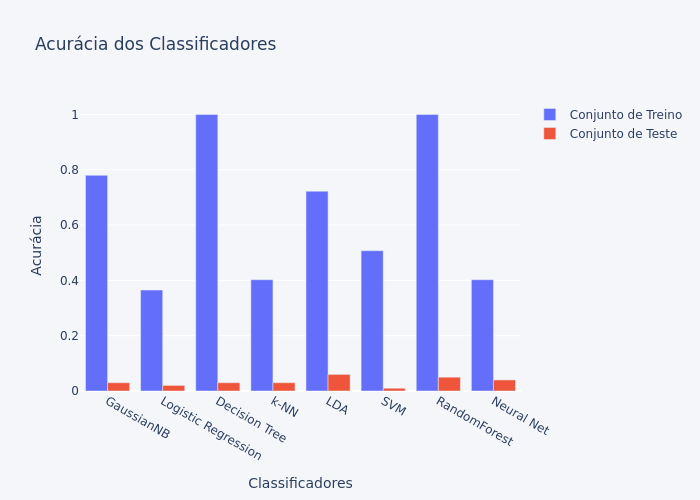 Acurácia dos Classificadores
Conjunto de Treino
Conjunto de Teste
Acurácia
1
0.8
0.6
0.4
0.2
0
GaussianNB
Logistic Regression
Decision Tree
k-NN
LDA
SVM
RandomForest
Neural Net
Classificadores